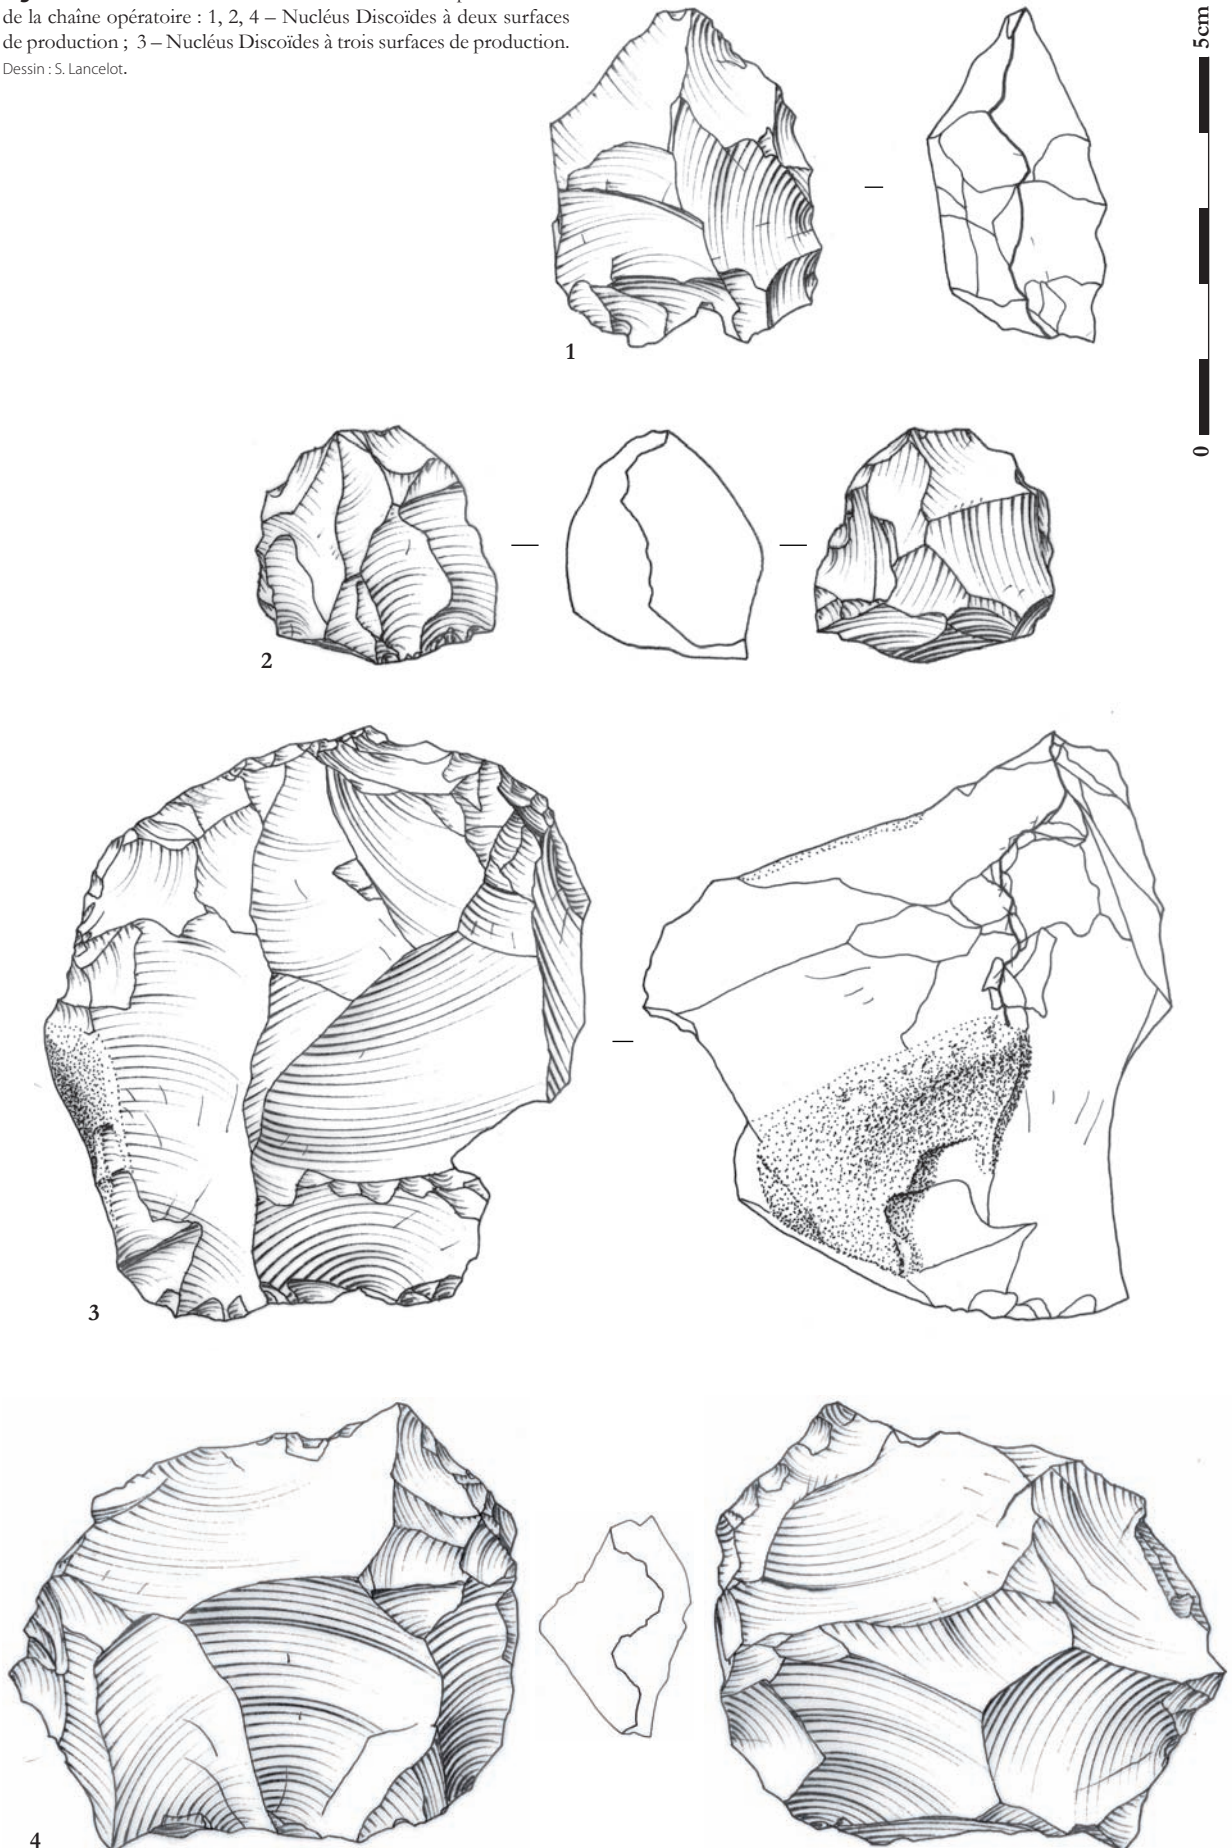 de la chaîne opératoire : 1, 2, 4 – Nucléus Discoïdes à deux surfaces
de production ; 3 – Nucléus Discoïdes à trois surfaces de production.
Dessin : S. Lancelot.
5cm
0
1
2
3
4